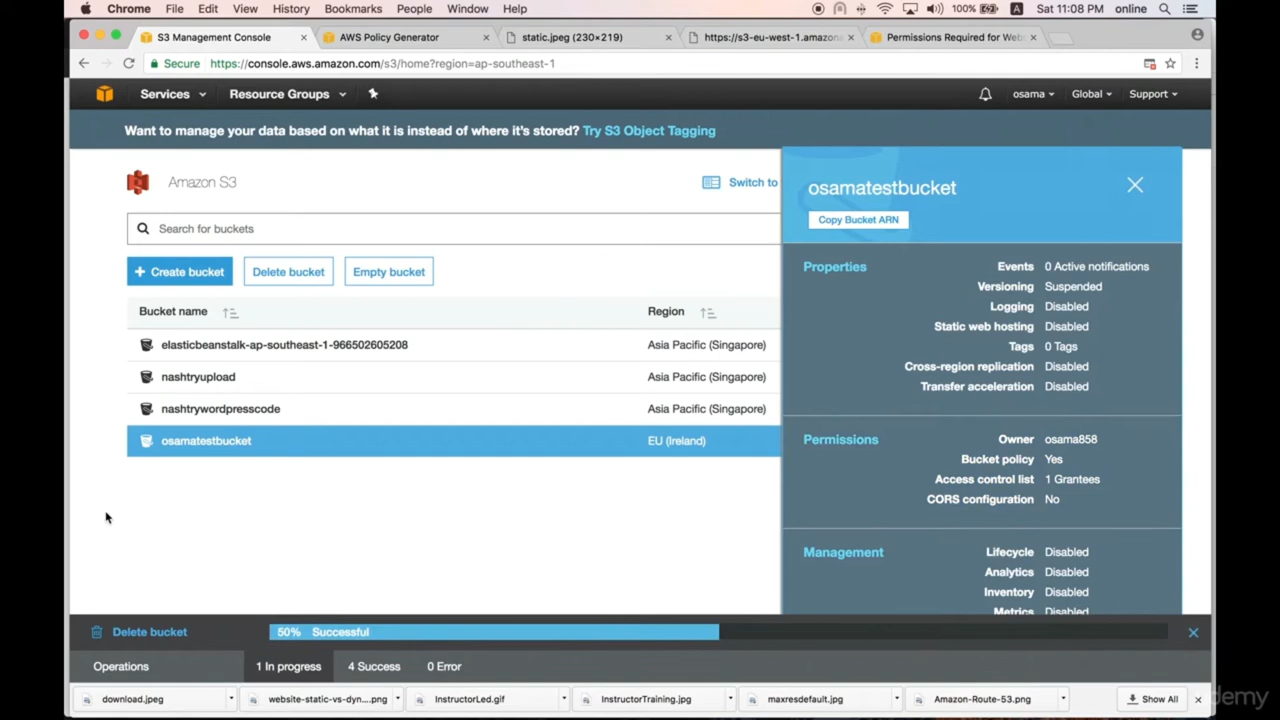 Chrome File Edit View History Bookmarks People Window Help 100% A Sat 11:08 PM online
S3 Management Console AWS Policy Generator static.jpeg (230×219) https://s3-eu-west-1.amazon Permissions Required for Web
Secure https://console.aws.amazon.com/s3/home?region=ap-southeast-1
Services Resource Groups osama Global Support
Want to manage your data based on what it is instead of where it's stored? Try S3 Object Tagging
Amazon S3 Switch to
osamatestbucket
Copy Bucket ARN
Search for buckets
+ Create bucket Delete bucket Empty bucket
Bucket name Region
elasticbeanstalk-ap-southeast-1-966502605208 Asia Pacific (Singapore)
nashtryupload Asia Pacific (Singapore)
nashtrywordpresscode Asia Pacific (Singapore)
osamatestbucket EU (Ireland)
Properties Events 0 Active notifications
Versioning Suspended
Logging Disabled
Static web hosting Disabled
Tags 0 Tags
Cross-region replication Disabled
Transfer acceleration Disabled
Permissions Owner osama858
Bucket policy Yes
Access control list 1 Grantees
CORS configuration No
Management Lifecycle Disabled
Analytics Disabled
Inventory Disabled
Metrics Disabled
Delete bucket 50% Successful
Operations 1 In progress 4 Success 0 Error
download.jpeg website-static-vs-dyn....png InstructorLed.gif InstructorTraining.jpg maxresdefault.jpg Amazon-Route-53.png Show All